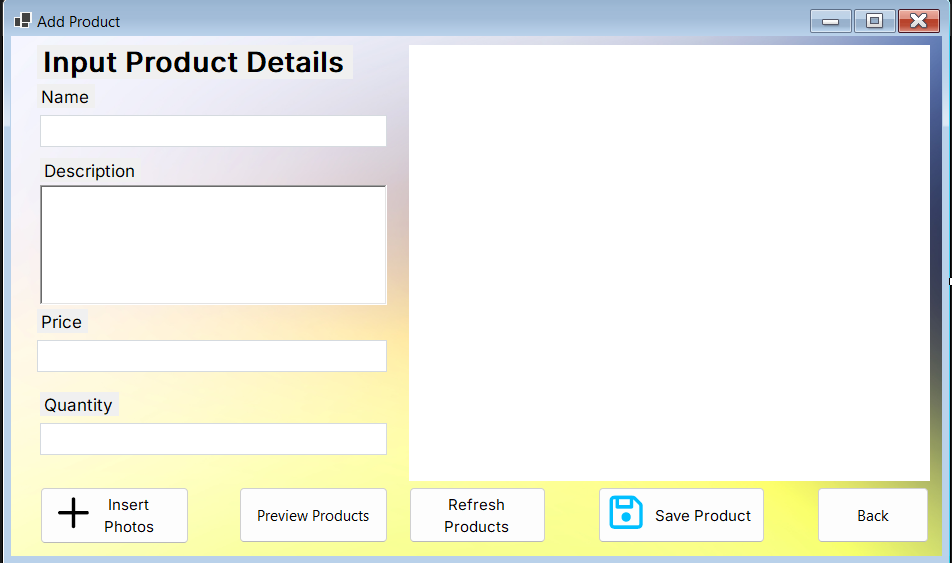 Add Product
Input Product Details
Name
Description
Price
Quantity
Insert
Photos
Preview Products
Refresh
Products
Save Product
Back